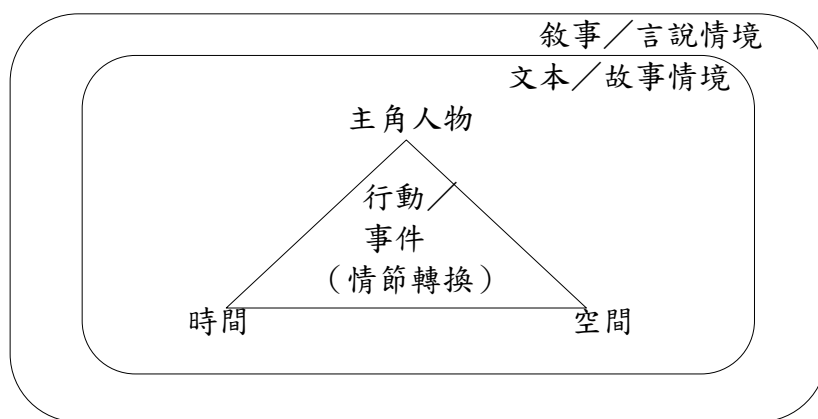 敘事／言說情境
文本／故事情境
主角人物
行動／
事件
（情節轉換）
時間
空間